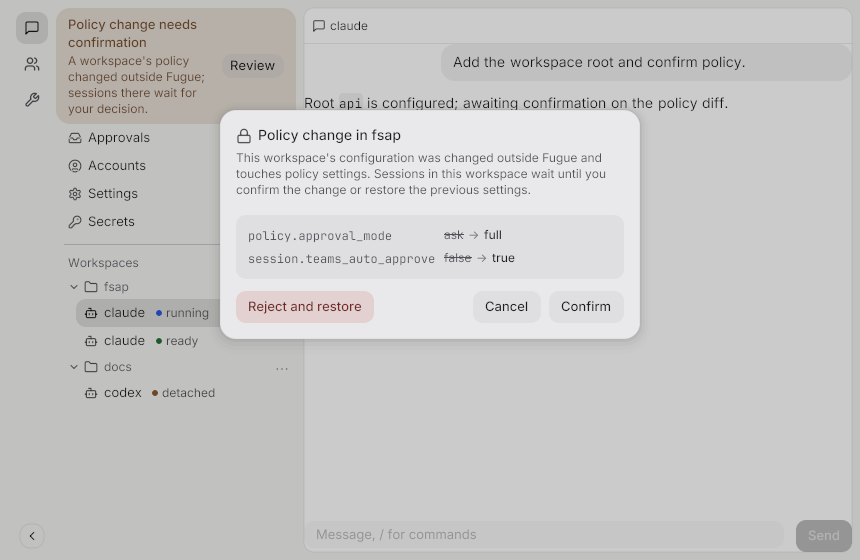 Policy change needs
confirmation
A workspace's policy
changed outside Fugue;
sessions there wait for
your decision.
Review
Approvals
Accounts
Settings
Secrets
Workspaces
fsap
claude running
claude ready
docs ...
codex detached
claude
Add the workspace root and confirm policy.
Root api is configured; awaiting confirmation on the policy diff.
Policy change in fsap
This workspace's configuration was changed outside Fugue and
touches policy settings. Sessions in this workspace wait until you
confirm the change or restore the previous settings.
policy.approval_mode ask → full
session.teams_auto_approve false → true
Reject and restore
Cancel
Confirm
Message, / for commands
Send